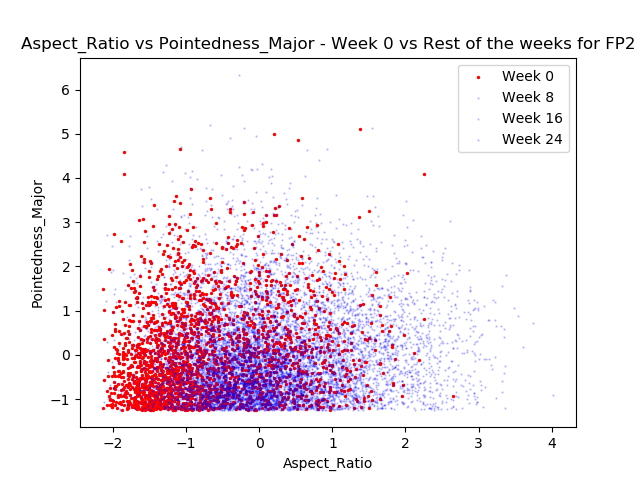 Aspect_Ratio vs Pointedness_Major - Week 0 vs Rest of the weeks for FP2
Week 0
Week 8
Week 16
Week 24
6
5
4
3
2
1
0
−1
Pointedness_Major
−2
−1
0
1
2
3
4
Aspect_Ratio